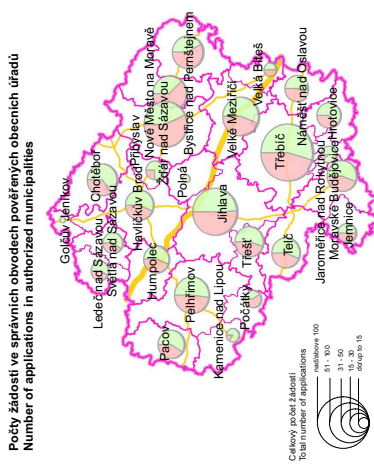 Počty žádostí ve správních obvodech pověřených obecních úřadů
Number of applications in authorized municipalities
Golčův Jeníkov
Ledeč nad Sázavou
Světlá nad Sázavou
Chotěboř
Havlíčkův Brod
Přibyslav
Žďár nad Sázavou
Nové Město na Moravě
Bystřice nad Pernštejnem
Humpolec
Polná
Pacov
Pelhřimov
Jihlava
Velké Meziříčí
Velká Bíteš
Kamenice nad Lipou
Počátky
Třešť
Telč
Třebíč
Náměšť nad Oslavou
Hrotovice
Jaroměřice nad Rokytnou
Moravské Budějovice
Jemnice
Celkový počet žádostí
Total number of applications
nad/above 100
51 - 100
31 - 50
15 - 30
do/up to 15